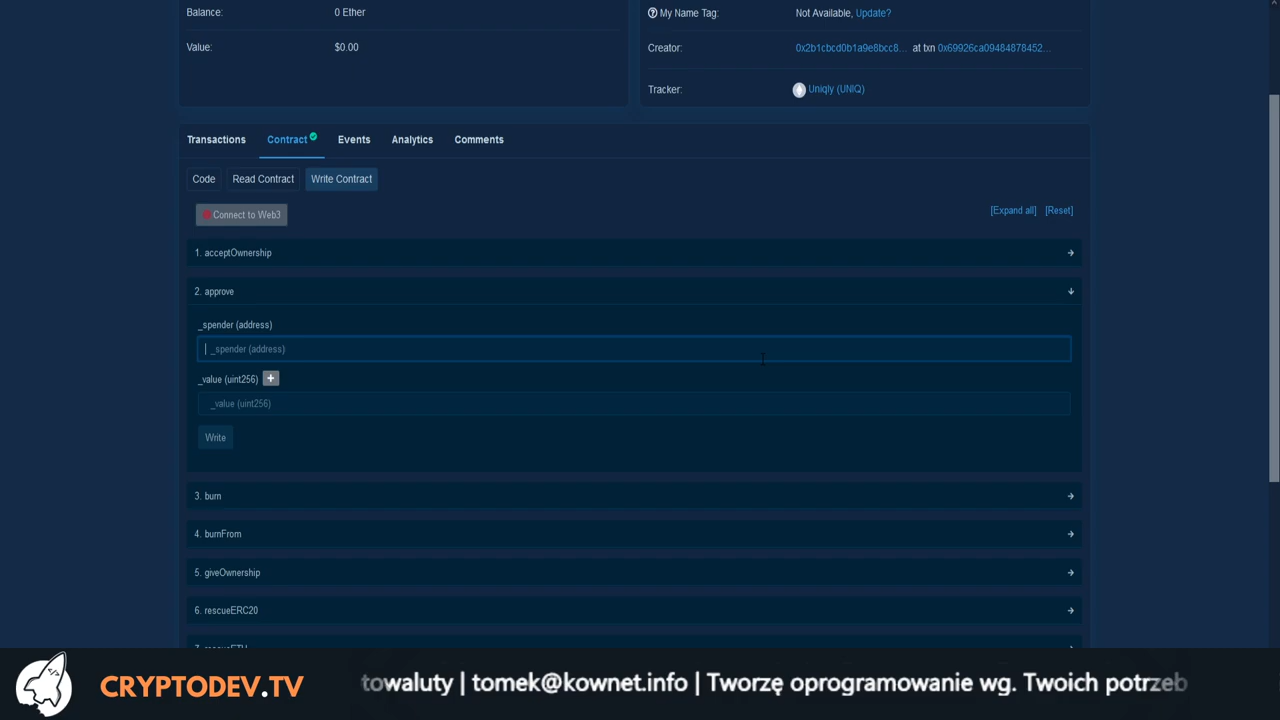 Balance:
0 Ether
My Name Tag:
Not Available, Update?
Value:
$0.00
Creator:
0x2b1cbcd0b1a9e8bcc8... at txn 0x69926ca09484878452...
Tracker:
Uniqly (UNIQ)
Transactions
Contract
Events
Analytics
Comments
Code
Read Contract
Write Contract
Connect to Web3
[Expand all]
[Reset]
1. acceptOwnership
2. approve
_spender (address)
_spender (address)
_value (uint256)
_value (uint256)
Write
3. burn
4. burnFrom
5. giveOwnership
6. rescueERC20
CRYPTODEV.TV
towaluty | tomek@kownet.info | Tworzę oprogramowanie wg. Twoich potrzeb